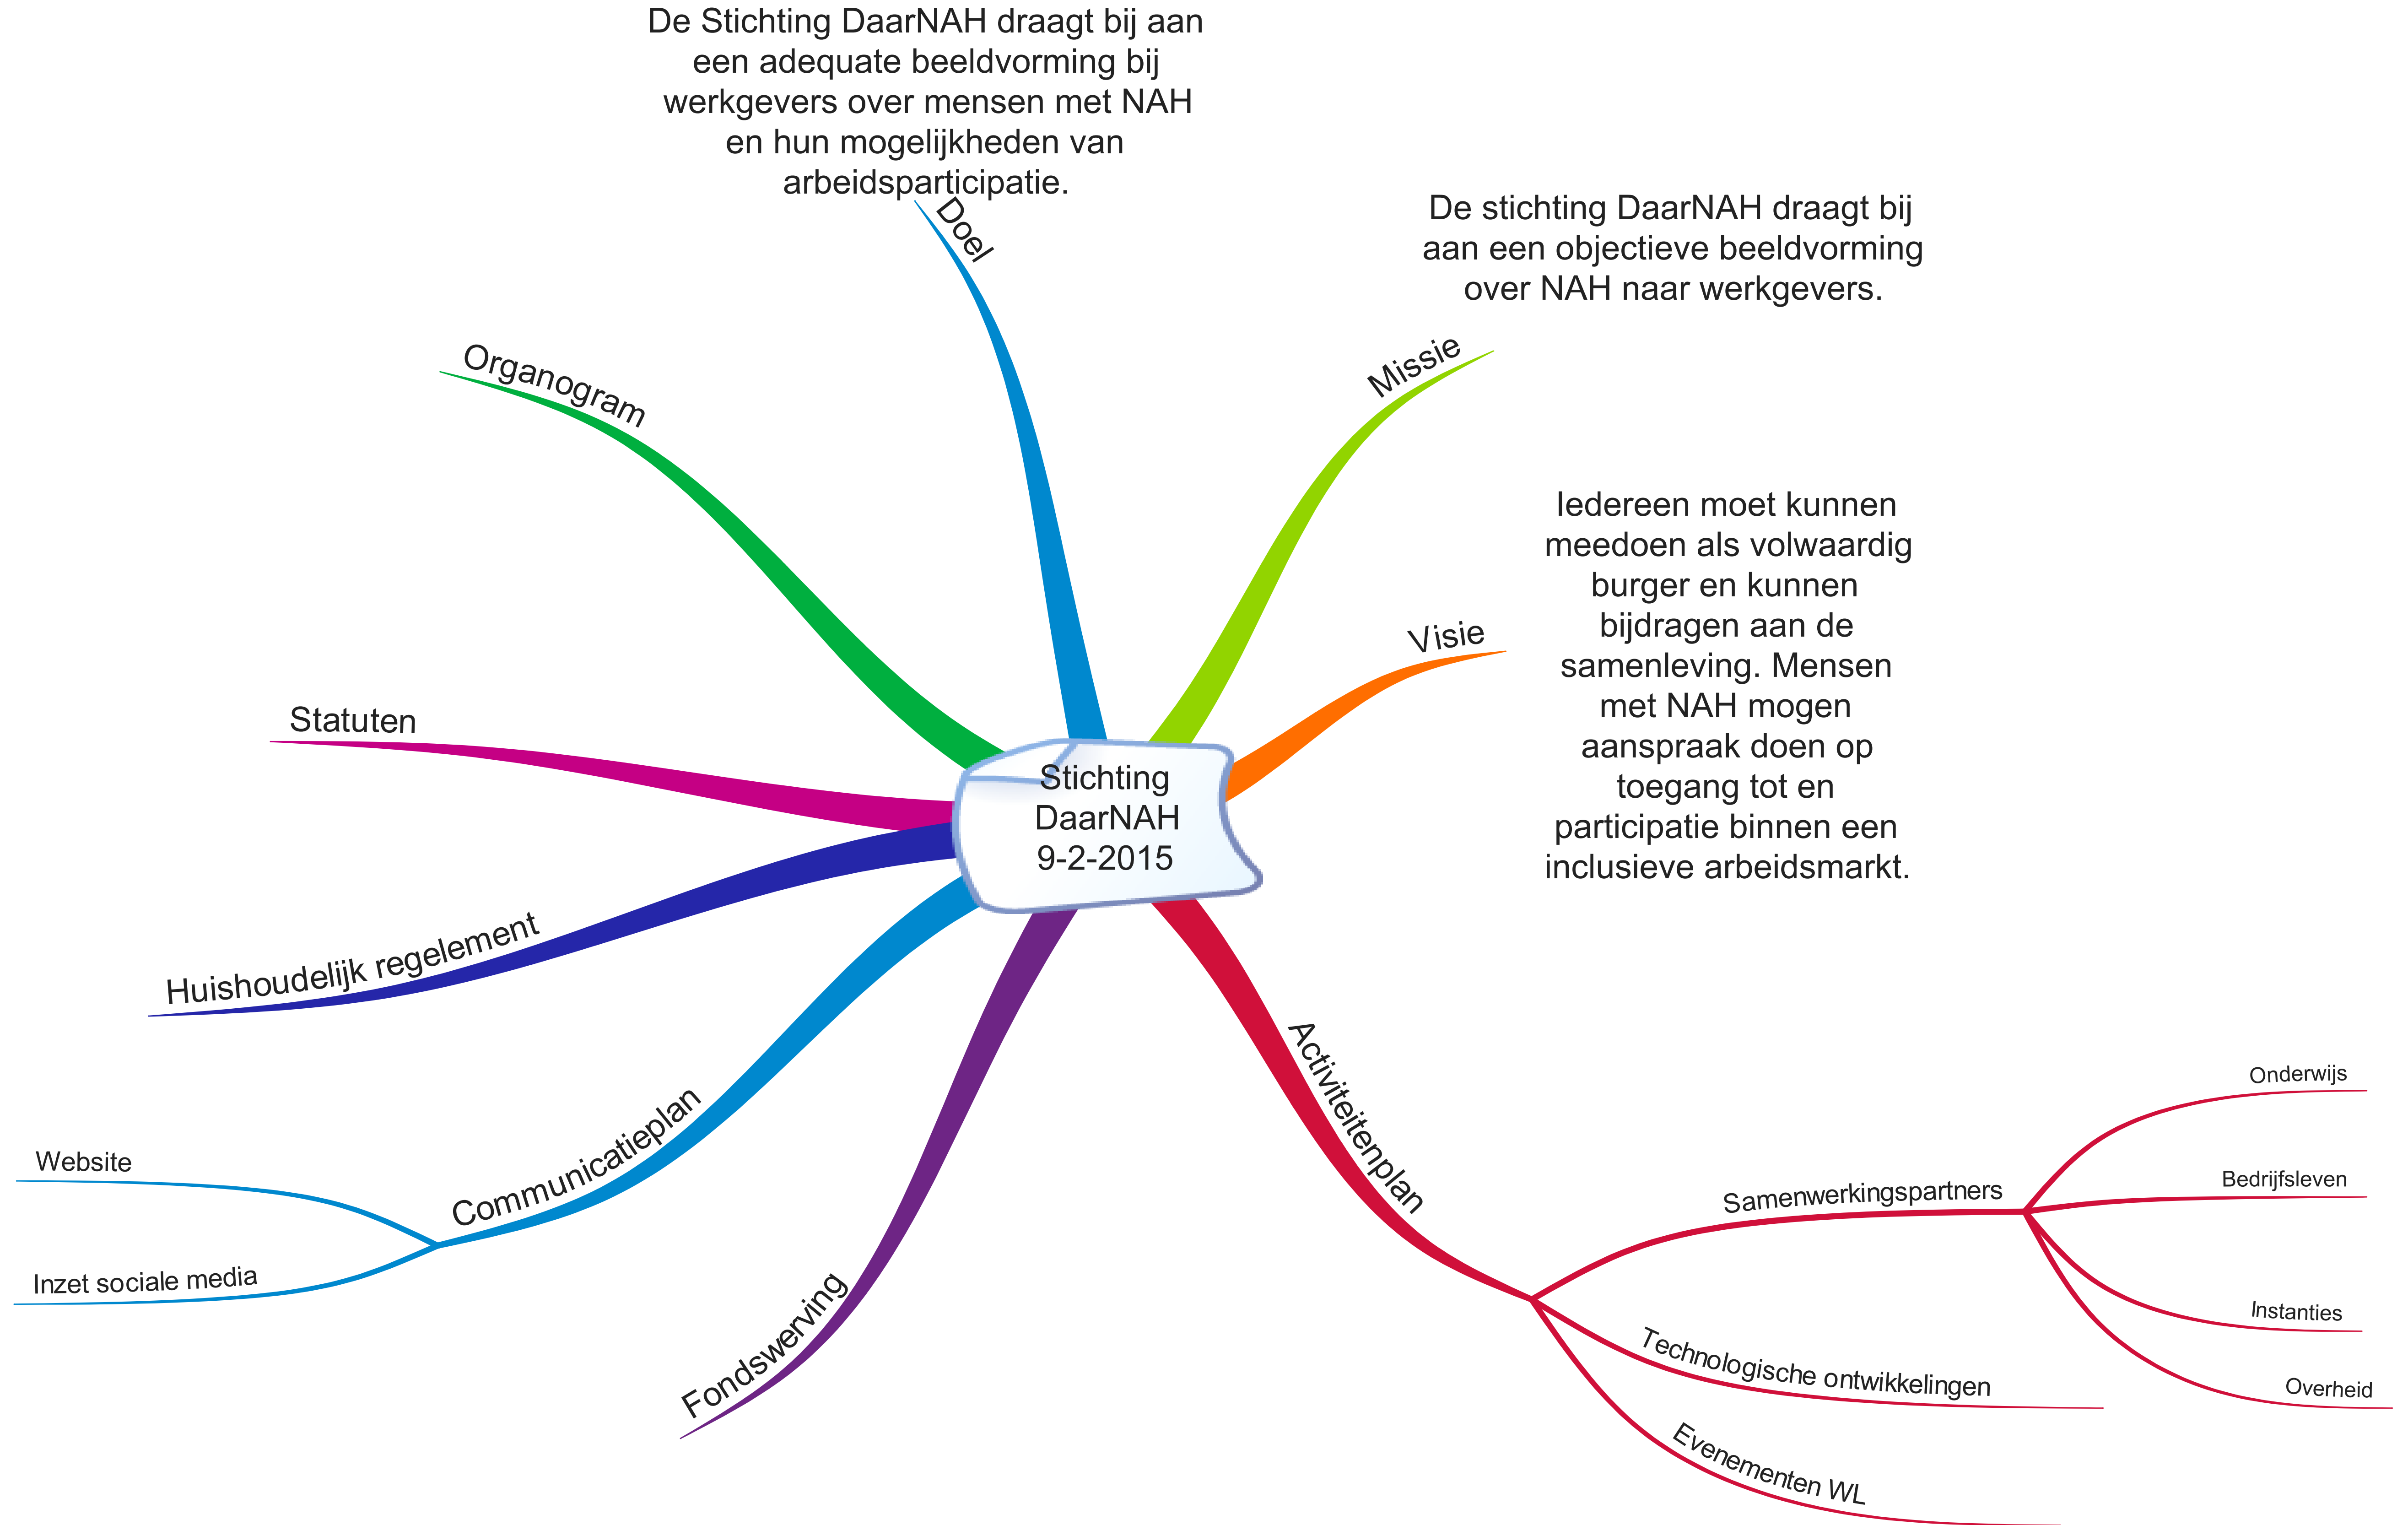 De Stichting DaarNAH draagt bij aan
een adequate beeldvorming bij
werkgevers over mensen met NAH
en hun mogelijkheden van
arbeidsparticipatie.
Doel
De stichting DaarNAH draagt bij
aan een objectieve beeldvorming
over NAH naar werkgevers.
Missie
Organogram
Iedereen moet kunnen
meedoen als volwaardig
burger en kunnen
bijdragen aan de
samenleving. Mensen
met NAH mogen
aanspraak doen op
toegang tot en
participatie binnen een
inclusieve arbeidsmarkt.
Visie
Statuten
Stichting
DaarNAH
9-2-2015
Huishoudelijk regelement
Communicatieplan
Website
Inzet sociale media
Fondswerving
Activiteitenplan
Samenwerkingspartners
Onderwijs
Bedrijfsleven
Instanties
Overheid
Technologische ontwikkelingen
Evenementen WL